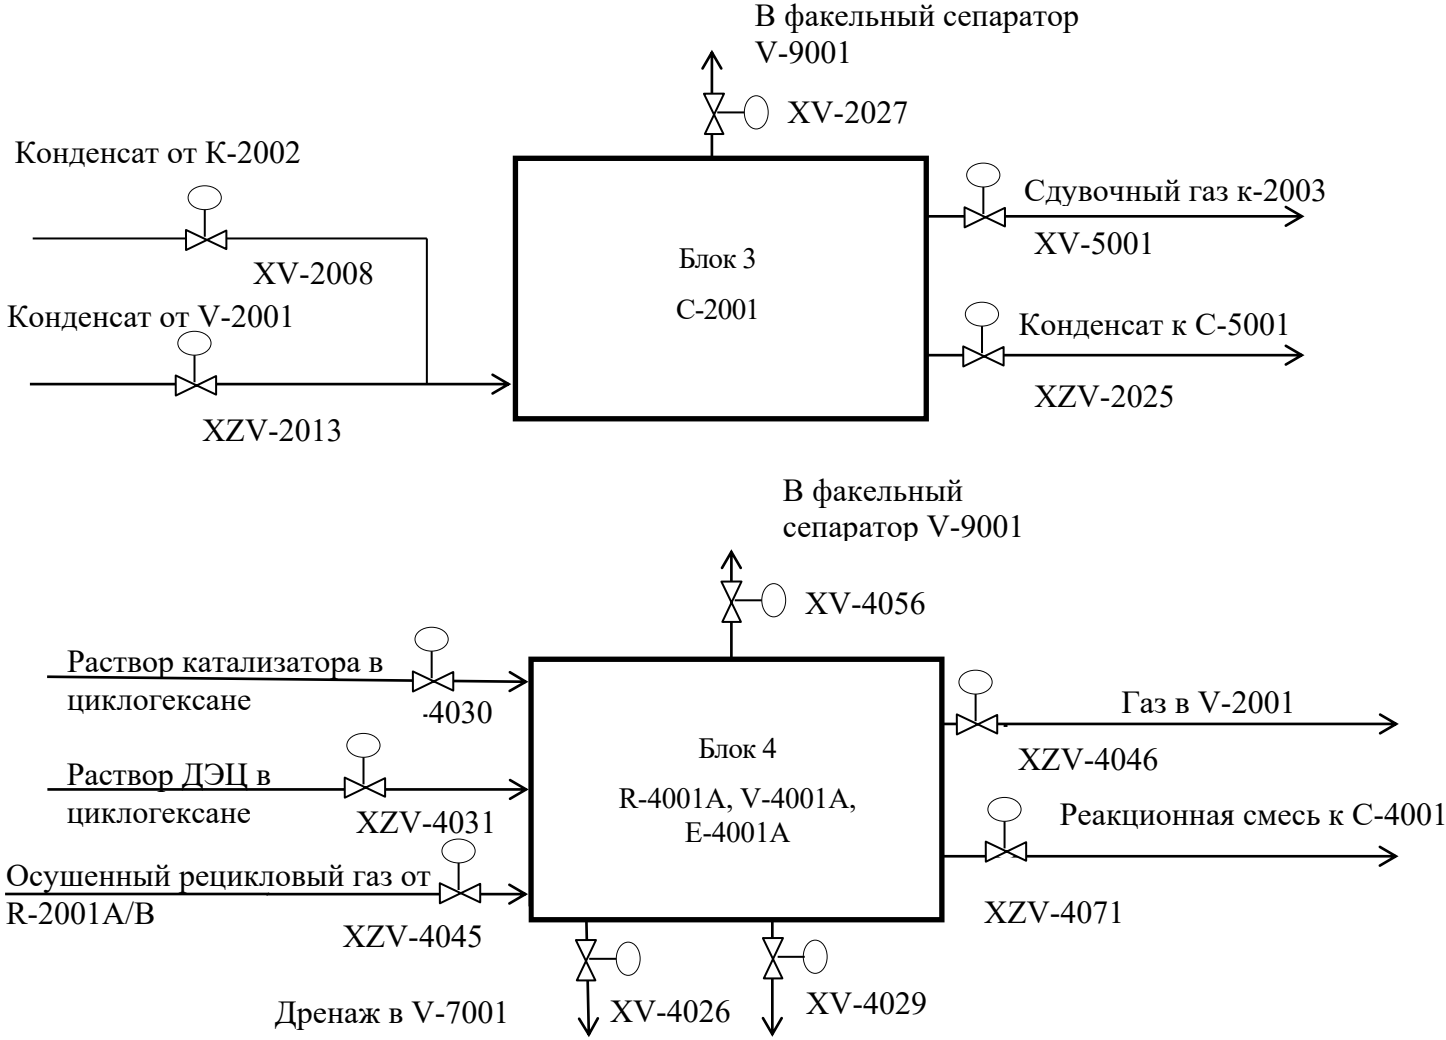 В факельный сепаратор
V-9001
XV-2027
Конденсат от К-2002
XV-2008
Конденсат от V-2001
XZV-2013
Блок 3
С-2001
Сдувочный газ к-2003
XV-5001
Конденсат к С-5001
XZV-2025
В факельный
сепаратор V-9001
XV-4056
Раствор катализатора в
циклогексане
-4030
Раствор ДЭЦ в
циклогексане
XZV-4031
Осушенный рецикловый газ от
R-2001A/B
XZV-4045
Блок 4
R-4001A, V-4001A,
E-4001A
Газ в V-2001
XZV-4046
Реакционная смесь к С-4001
XZV-4071
Дренаж в V-7001
XV-4026
XV-4029